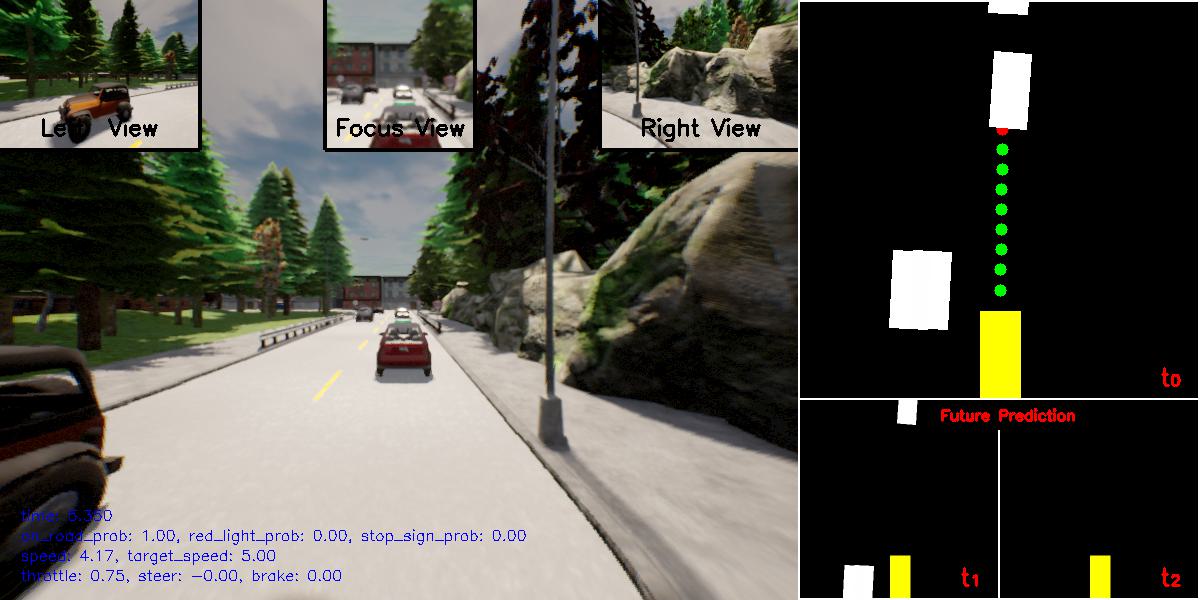 Left View
Focus View
Right View
time: 5.350
on_road_prob: 1.00, red_light_prob: 0.00, stop_sign_prob: 0.00
speed: 4.17, target_speed: 5.00
throttle: 0.75, steer: −0.00, brake: 0.00
t0
Future Prediction
t1
t2